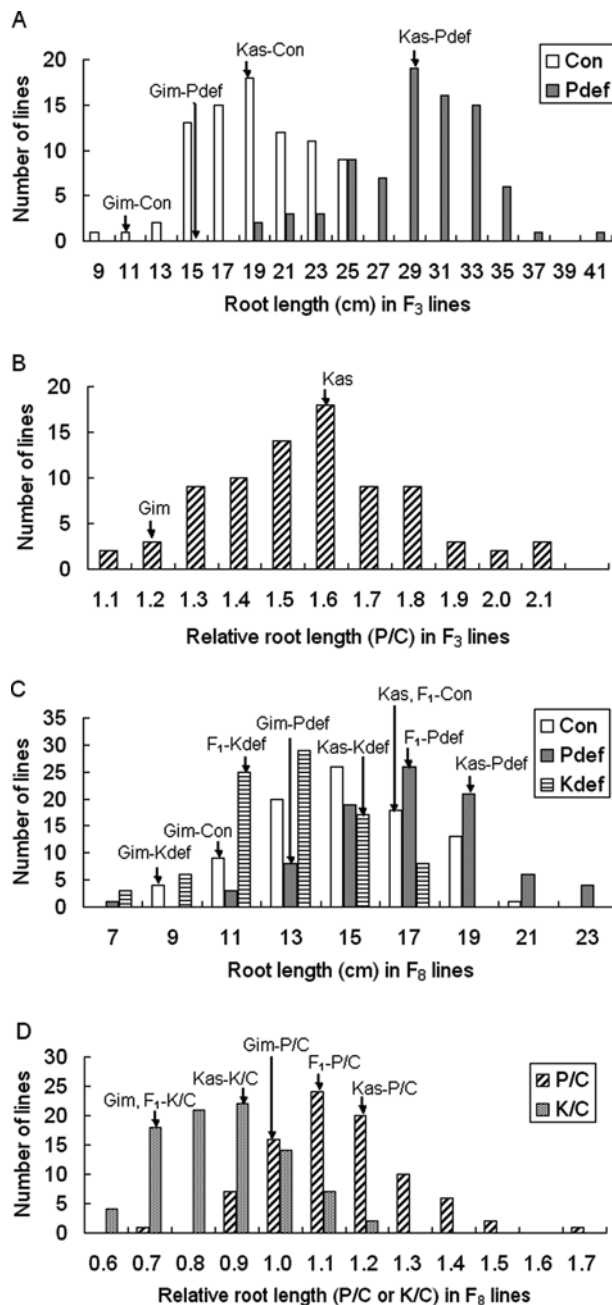 A
Number of lines
20
15
10
5
0
Kas-Con
Kas-Pdef
Gim-Pdef
Gim-Con
Con
Pdef
9 11 13 15 17 19 21 23 25 27 29 31 33 35 37 39 41
Root length (cm) in F₃ lines
B
Number of lines
20
15
10
5
0
Kas
Gim
1.1 1.2 1.3 1.4 1.5 1.6 1.7 1.8 1.9 2.0 2.1
Relative root length (P/C) in F₃ lines
C
Number of lines
35
30
25
20
15
10
5
0
Kas, F₁-Con
Gim-Pdef
F₁-Kdef
Kas-Kdef
F₁-Pdef
Kas-Pdef
Gim-Con
Gim-Kdef
Con
Pdef
Kdef
7 9 11 13 15 17 19 21 23
Root length (cm) in F₈ lines
D
Number of lines
30
25
20
15
10
5
0
Gim-P/C
F₁-P/C
Kas-K/C
Kas-P/C
Gim, F₁-K/C
P/C
K/C
0.6 0.7 0.8 0.9 1.0 1.1 1.2 1.3 1.4 1.5 1.6 1.7
Relative root length (P/C or K/C) in F₈ lines